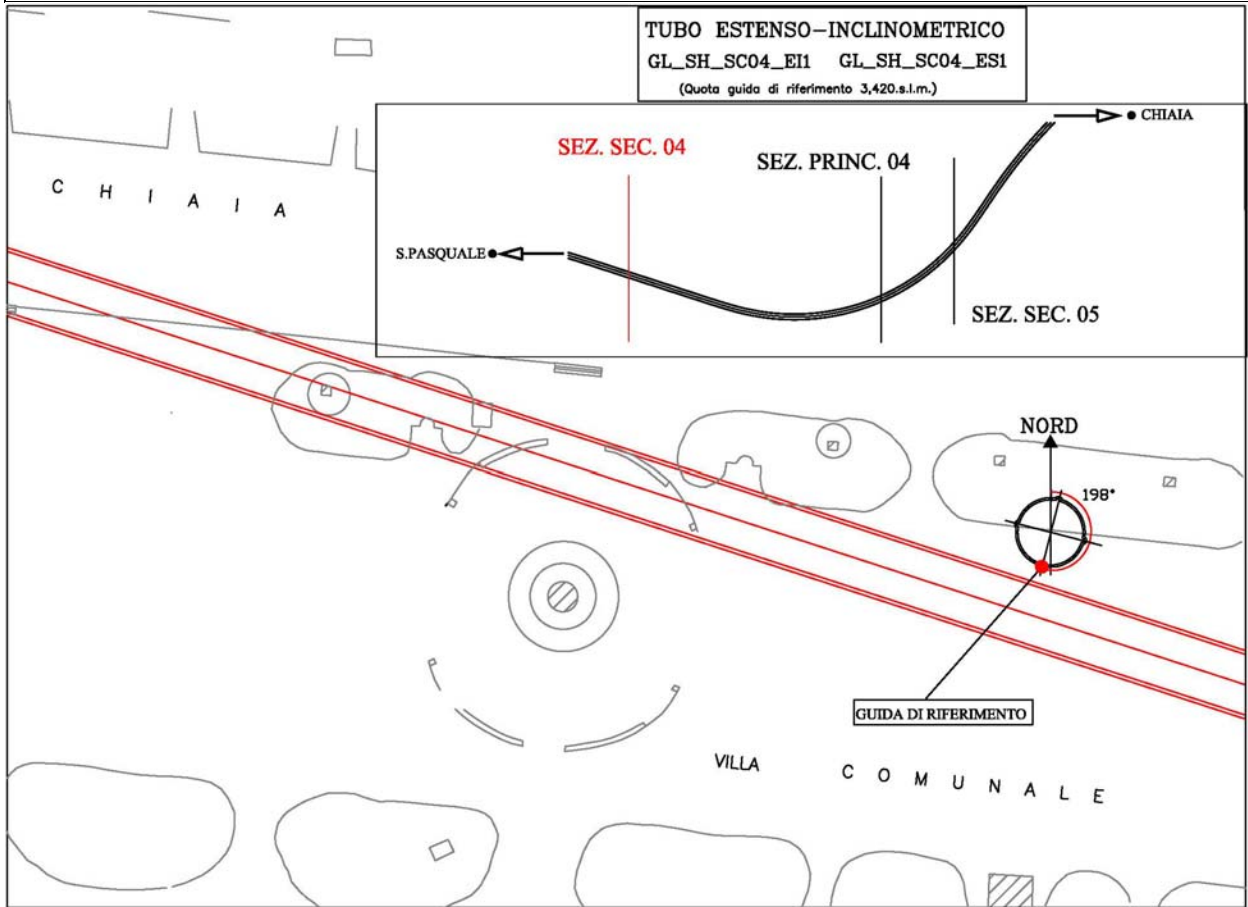 TUBO ESTENSO-INCLINOMETRICO
GL_SH_SC04_EI1 GL_SH_SC04_ES1
(Quota guida di riferimento 3,420.s.l.m.)
CHIAIA
SEZ. SEC. 04
SEZ. PRINC. 04
C H I A I A
S.PASQUALE
SEZ. SEC. 05
NORD
198°
GUIDA DI RIFERIMENTO
VILLA C O M U N A L E